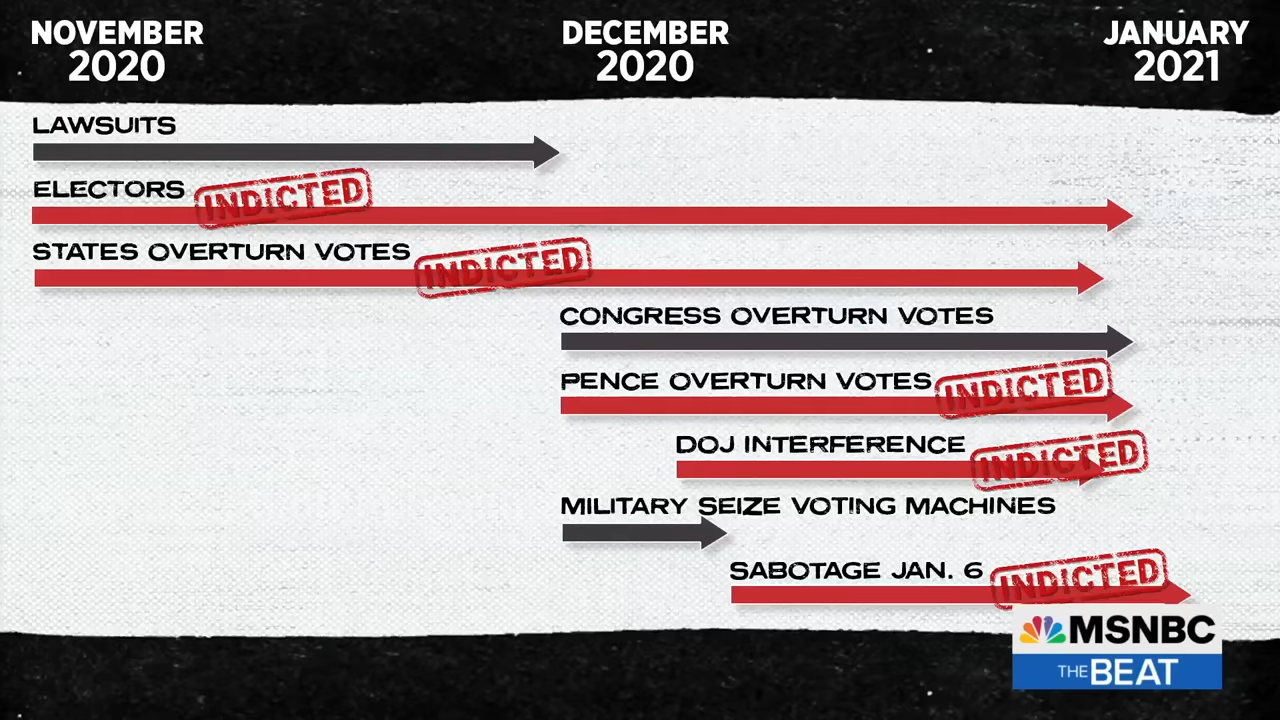 NOVEMBER
2020
DECEMBER
2020
JANUARY
2021
LAWSUITS
ELECTORS INDICTED
STATES OVERTURN VOTES INDICTED
CONGRESS OVERTURN VOTES
PENCE OVERTURN VOTES INDICTED
DOJ INTERFERENCE INDICTED
MILITARY SEIZE VOTING MACHINES
SABOTAGE JAN. 6 INDICTED
MSNBC
THE BEAT